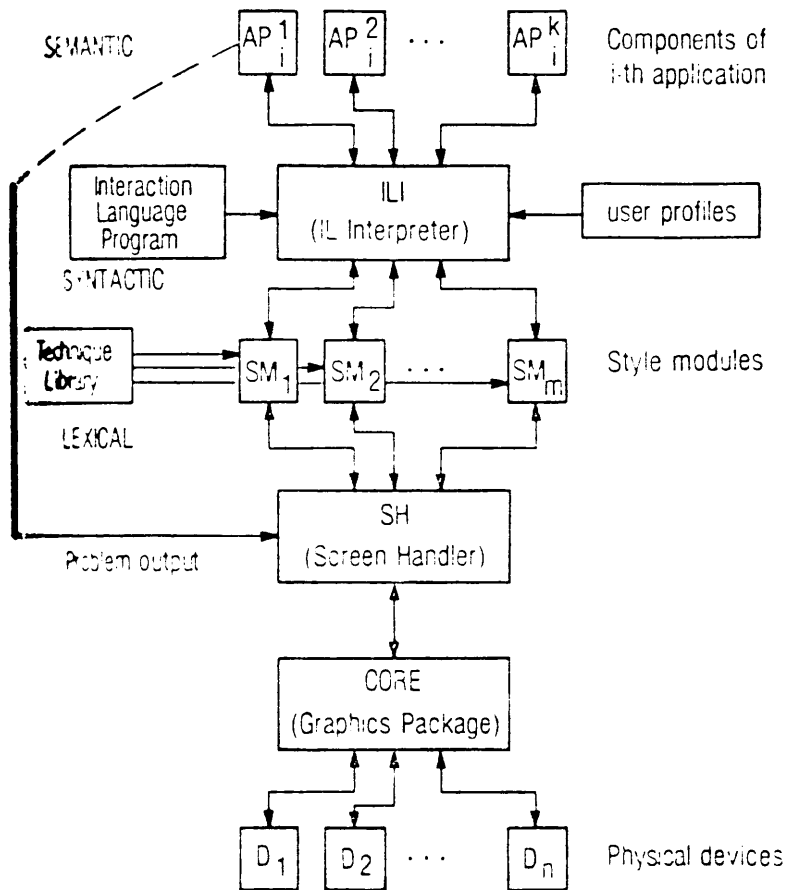 SEMANTIC
AP 1 i
AP 2 i
...
AP k i
Components of
i-th application
Interaction
Language
Program
ILI
(IL Interpreter)
user profiles
SYNTACTIC
Technique
Library
SM 1
SM 2
...
SM m
Style modules
LEXICAL
SH
(Screen Handler)
Problem output
CORE
(Graphics Package)
D 1
D 2
...
D n
Physical devices